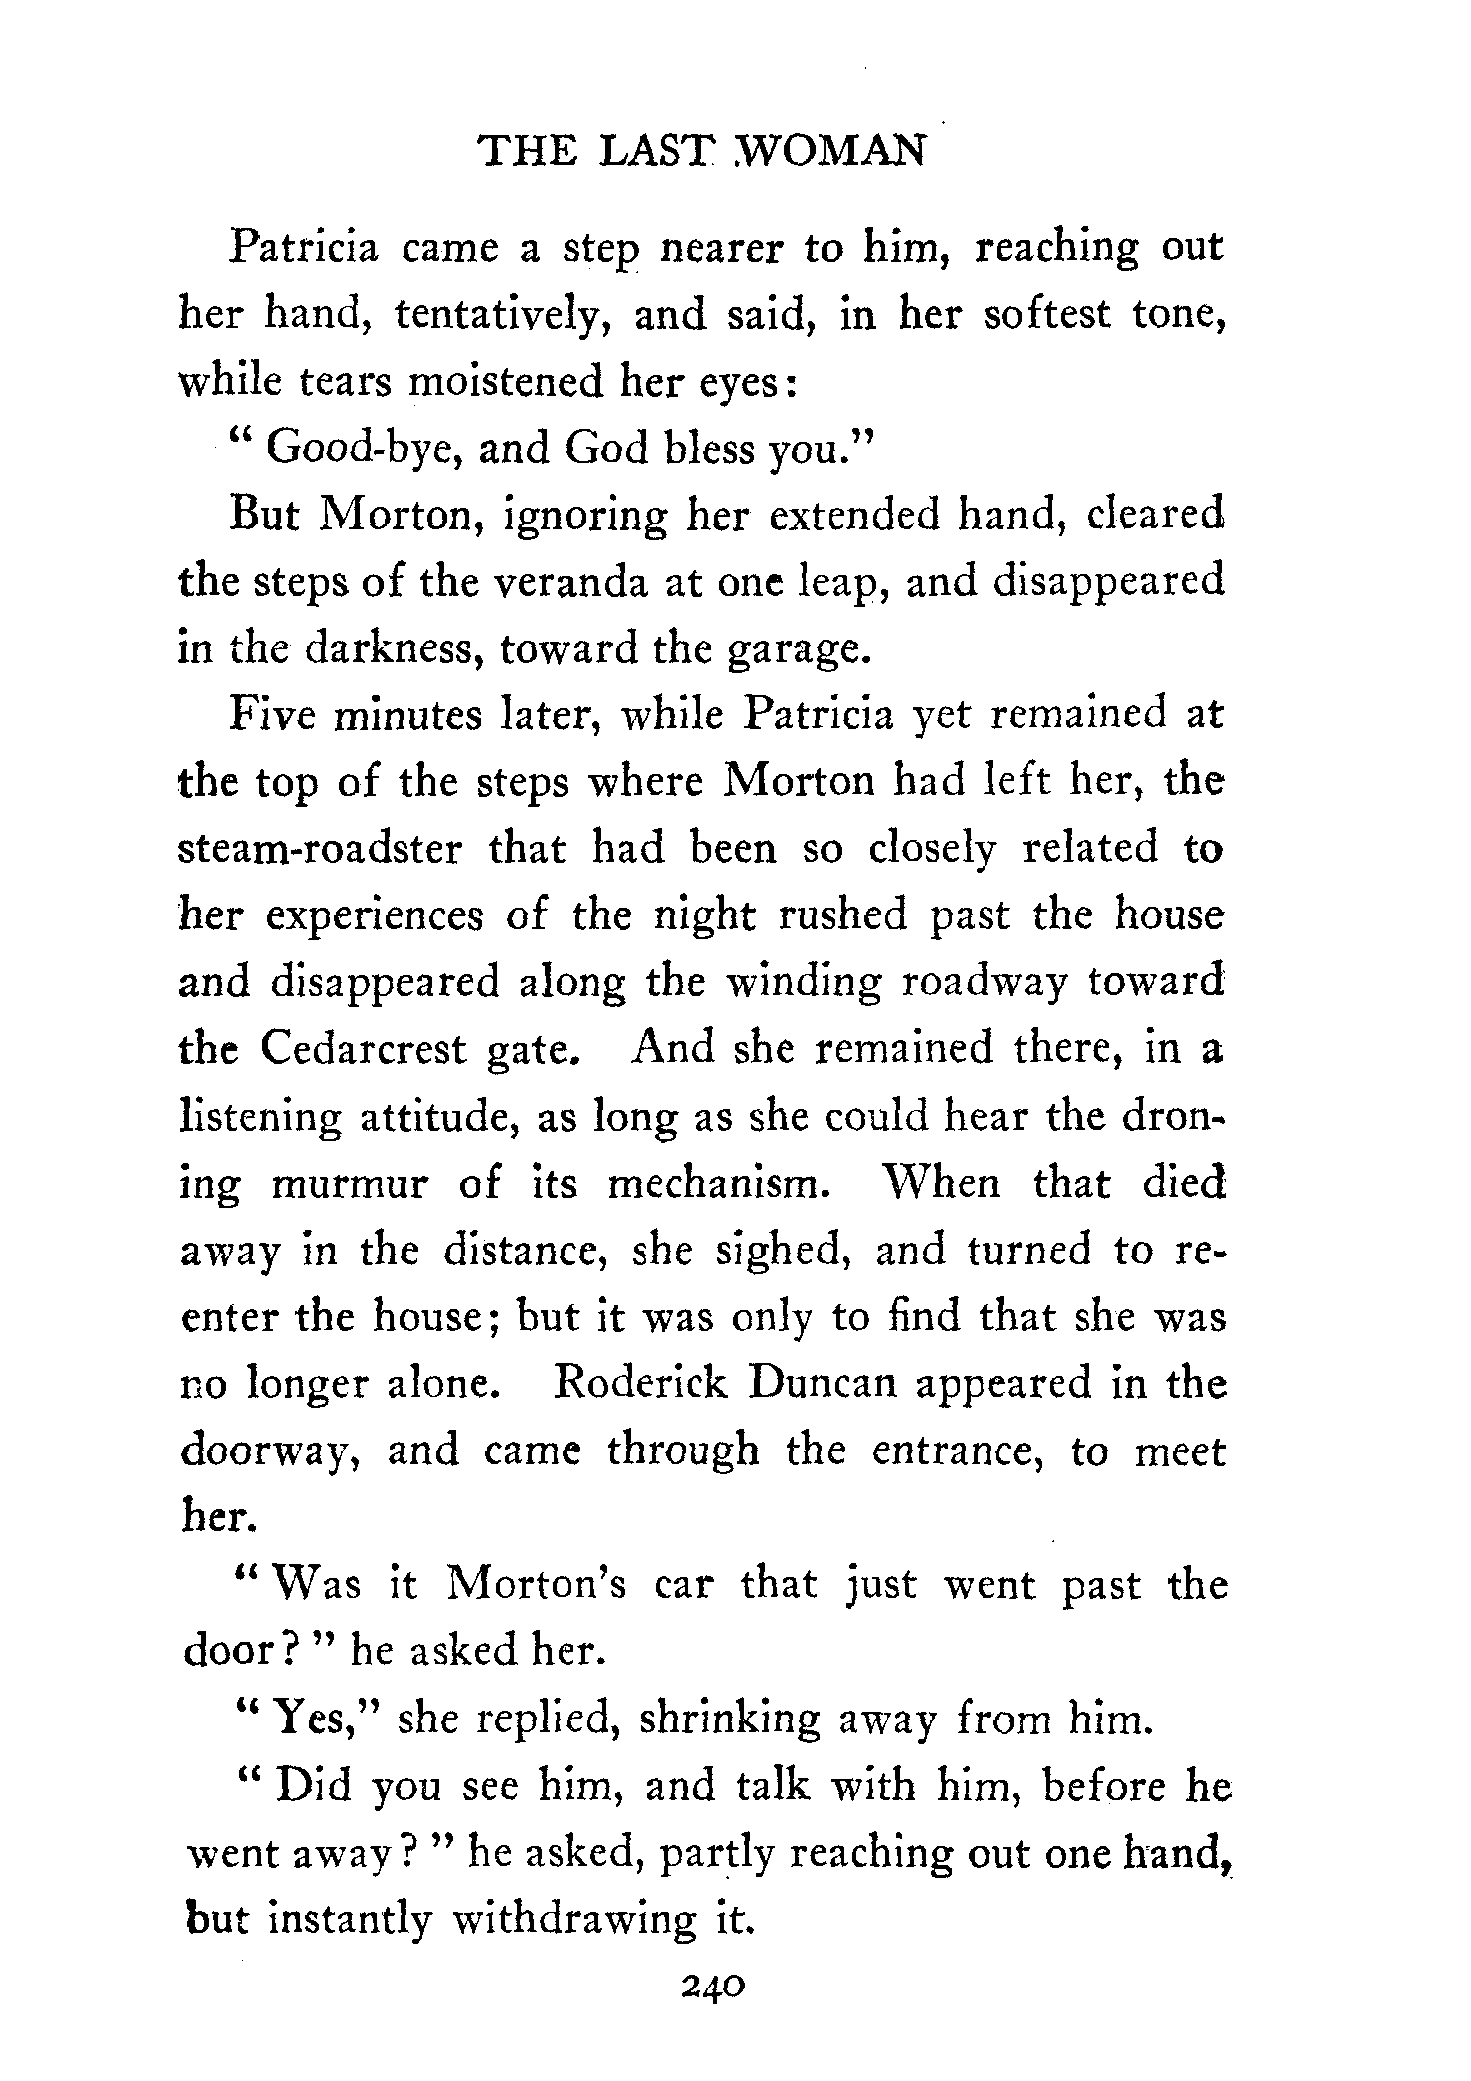 THE LAST WOMAN
Patricia came a step nearer to him, reaching out
her hand, tentatively, and said, in her softest tone,
while tears moistened her eyes:
“ Good-bye, and God bless you.”
But Morton, ignoring her extended hand, cleared
the steps of the veranda at one leap, and disappeared
in the darkness, toward the garage.
Five minutes later, while Patricia yet remained at
the top of the steps where Morton had left her, the
steam-roadster that had been so closely related to
her experiences of the night rushed past the house
and disappeared along the winding roadway toward
the Cedarcrest gate. And she remained there, in a
listening attitude, as long as she could hear the dron-
ing murmur of its mechanism. When that died
away in the distance, she sighed, and turned to re-
enter the house; but it was only to find that she was
no longer alone. Roderick Duncan appeared in the
doorway, and came through the entrance, to meet
her.
“ Was it Morton’s car that just went past the
door? ” he asked her.
“ Yes,” she replied, shrinking away from him.
“ Did you see him, and talk with him, before he
went away? ” he asked, partly reaching out one hand,
but instantly withdrawing it.
240